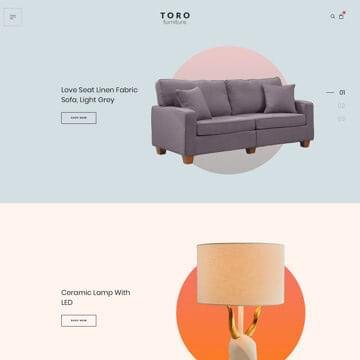 TORO
furniture
Love Seat Linen Fabric
Sofa, Light Grey
SHOP NOW
01
02
03
Ceramic Lamp With
LED
SHOP NOW